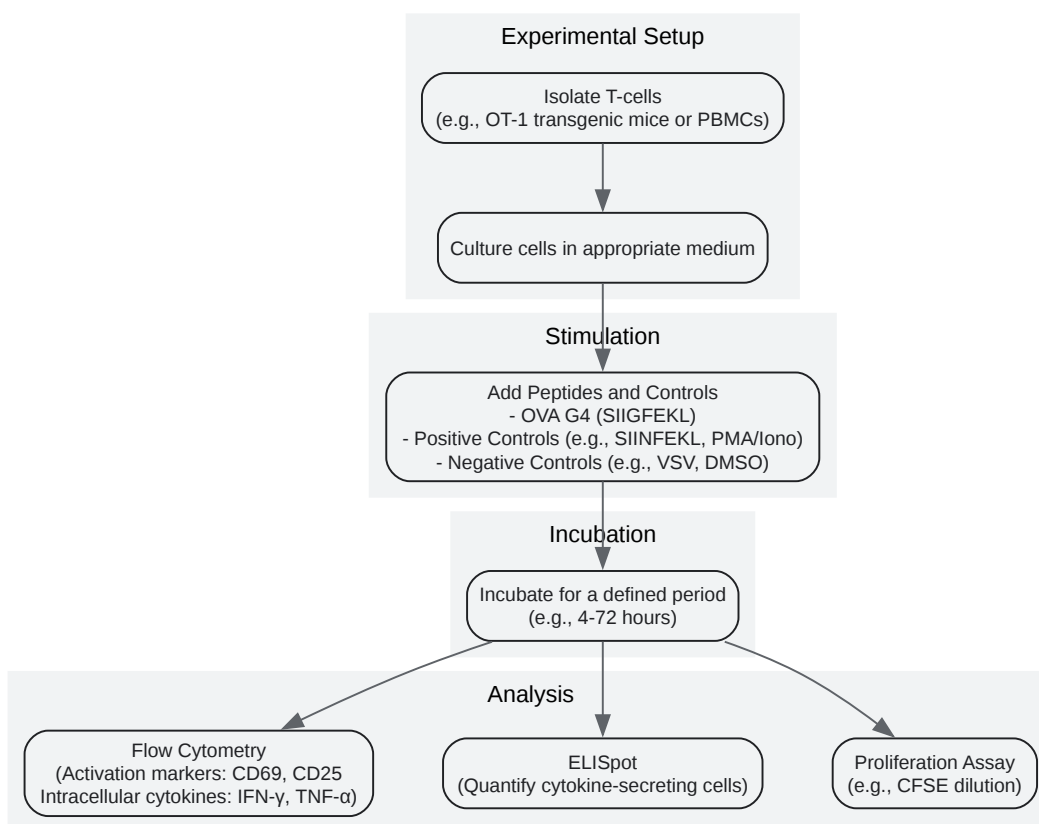 Experimental Setup
Isolate T-cells
(e.g., OT-1 transgenic mice or PBMCs)
Culture cells in appropriate medium
Stimulation
Add Peptides and Controls
- OVA G4 (SIIGFEKL)
- Positive Controls (e.g., SIINFEKL, PMA/Iono)
- Negative Controls (e.g., VSV, DMSO)
Incubation
Incubate for a defined period
(e.g., 4-72 hours)
Analysis
Flow Cytometry
(Activation markers: CD69, CD25
Intracellular cytokines: IFN-γ, TNF-α)
ELISpot
(Quantify cytokine-secreting cells)
Proliferation Assay
(e.g., CFSE dilution)